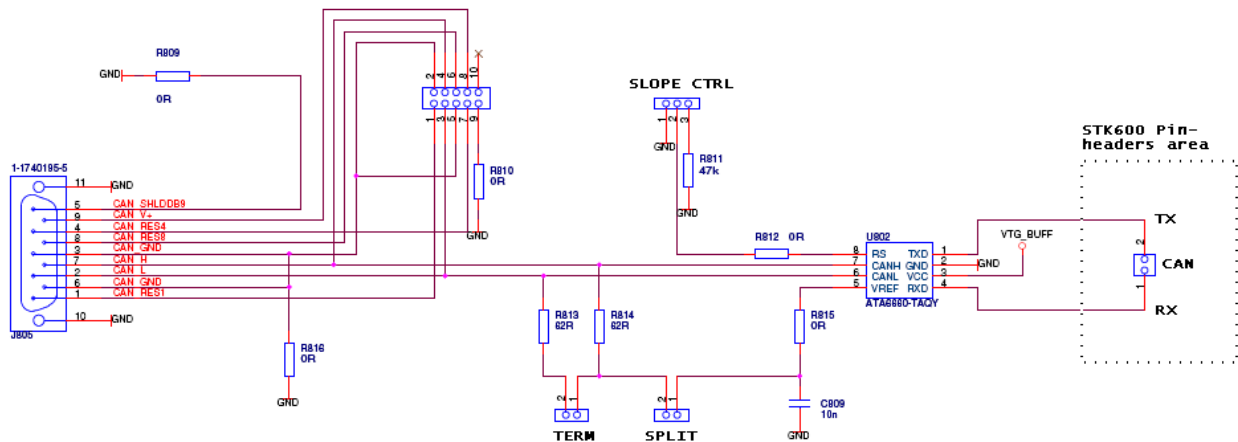 R809
GND
0R
2 4 6 8 10
1 3 5 7 9
R810
0R
GND
SLOPE CTRL
1 2 3
GND
R811
47k
GND
STK600 Pin-
headers area
1-1740195-5
11 GND
5 CAN_SHLDDB9
9 CAN_V+
4 CAN_RES4
8 CAN_RES8
3 CAN_GND
7 CAN_H
2 CAN_L
6 CAN_GND
1 CAN_RES1
10 GND
J805
R816
0R
GND
R812 0R
U802
8 RS TXD 1
7 CANH GND 2 GND
6 CANL VCC 3
5 VREF RXD 4
ATA6660-TAQY
VTG_BUFF
TX
2
CAN
1
RX
R813
62R
R814
62R
R815
0R
2 1
TERM
2 1
SPLIT
C809
10n
GND